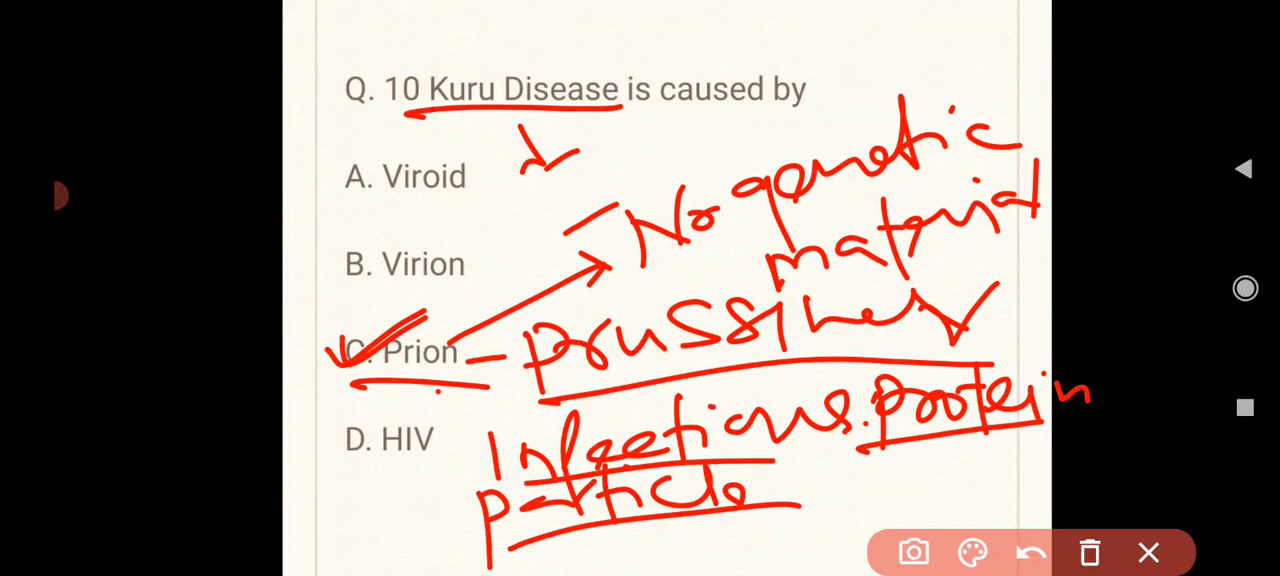 Q. 10 Kuru Disease is caused by
A. Viroid
B. Virion
C. Prion
D. HIV
No genetic
material
prussiner
Infectious protein
particle